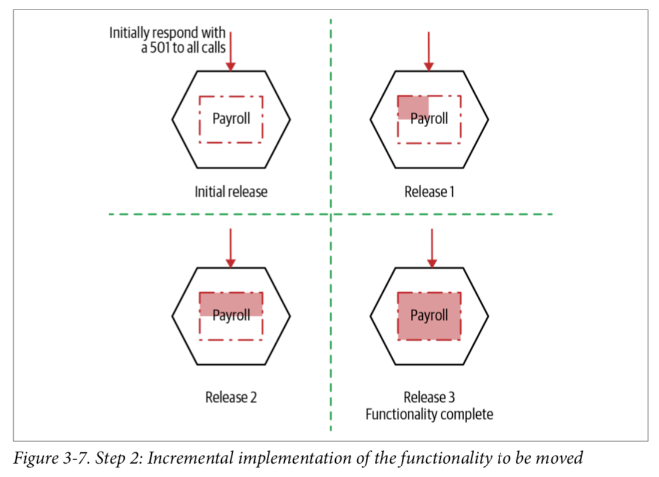 Initially respond with
a 501 to all calls
Payroll
Initial release
Payroll
Release 1
Payroll
Release 2
Payroll
Release 3
Functionality complete
Figure 3-7. Step 2: Incremental implementation of the functionality to be moved